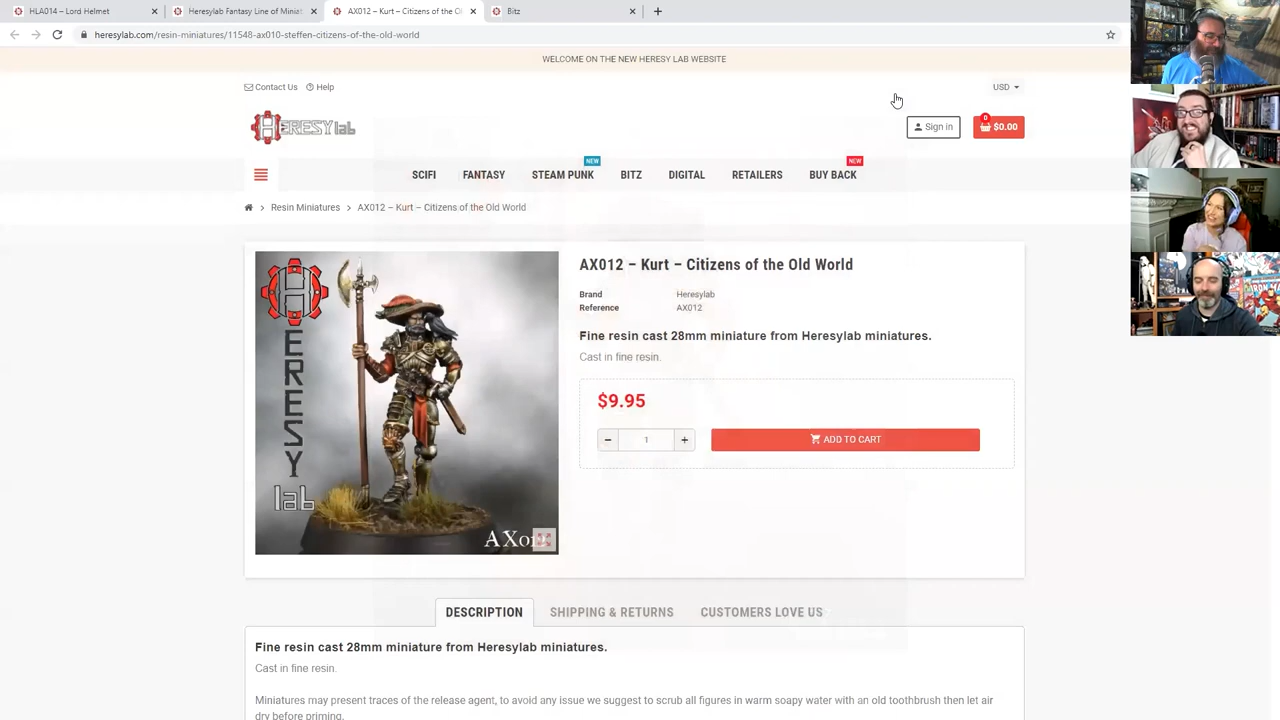 HLA014 – Lord Helmet
Heresylab Fantasy Line of Miniat
AX012 – Kurt – Citizens of the Ol
Bitz
heresylab.com/resin-miniatures/11548-ax010-steffen-citizens-of-the-old-world
WELCOME ON THE NEW HERESY LAB WEBSITE
Contact Us
Help
USD
HERESYlab
Sign in
0
$0.00
NEW
NEW
SCIFI
FANTASY
STEAM PUNK
BITZ
DIGITAL
RETAILERS
BUY BACK
Resin Miniatures > AX012 – Kurt – Citizens of the Old World
HERESY
lab
AX012 – Kurt – Citizens of the Old World
Brand Heresylab
Reference AX012
Fine resin cast 28mm miniature from Heresylab miniatures.
Cast in fine resin.
$9.95
1
ADD TO CART
DESCRIPTION
SHIPPING & RETURNS
CUSTOMERS LOVE US
Fine resin cast 28mm miniature from Heresylab miniatures.
Cast in fine resin.
Miniatures may present traces of the release agent, to avoid any issue we suggest to scrub all figures in warm soapy water with an old toothbrush then let air
dry before priming.